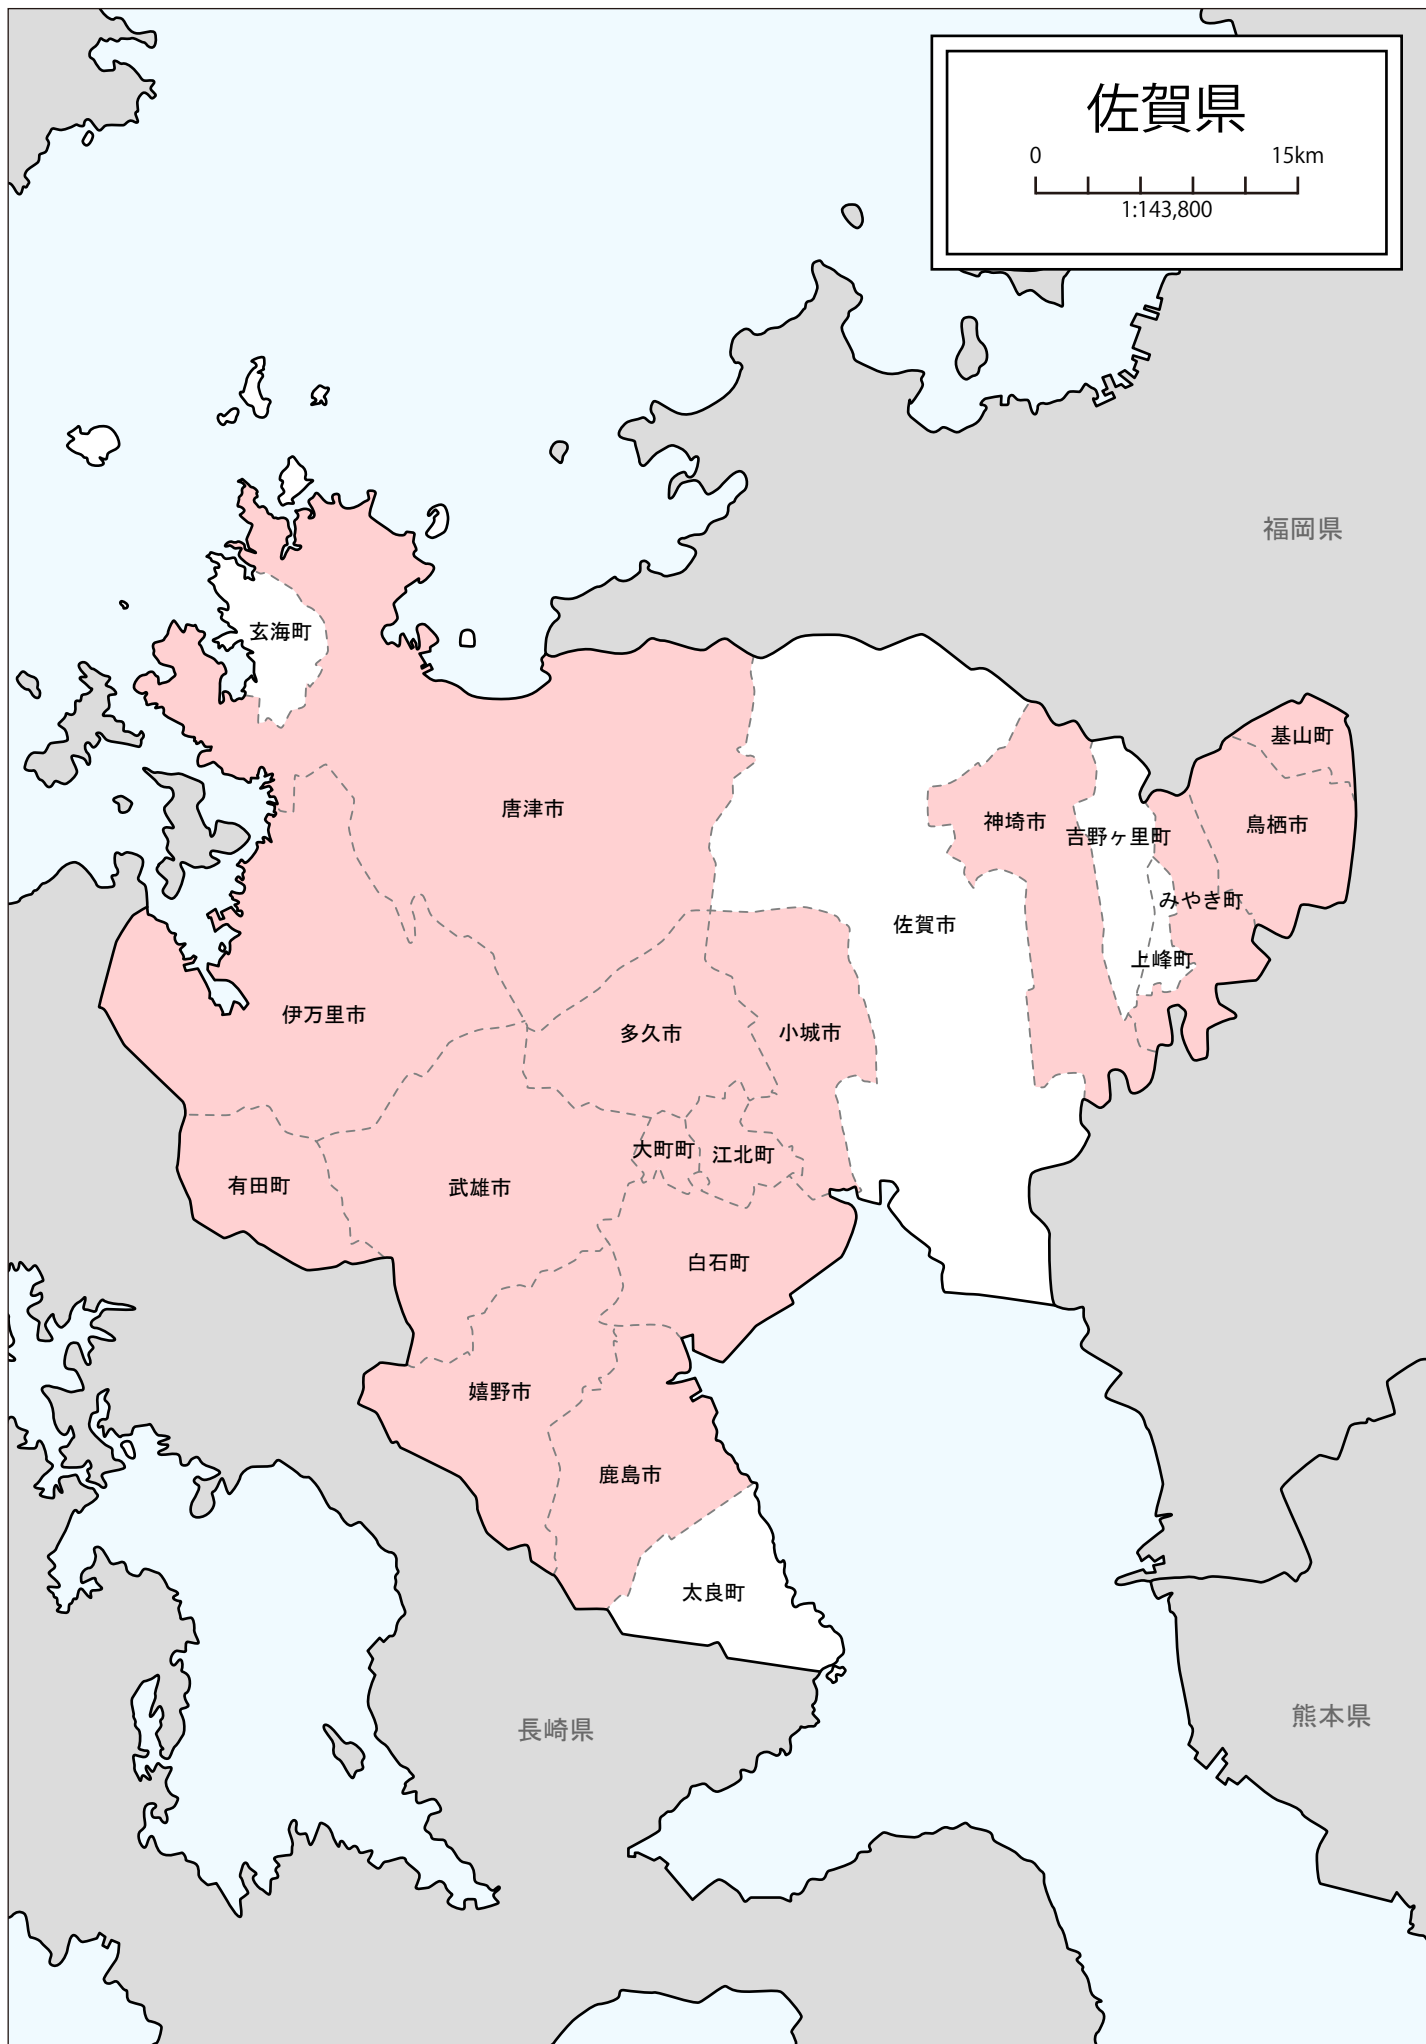 佐賀県
0 15km
1:143,800
福岡県
玄海町
基山町
唐津市
神埼市
鳥栖市
吉野ヶ里町
みやき町
佐賀市
上峰町
伊万里市
多久市
小城市
大町町
江北町
有田町
武雄市
白石町
嬉野市
鹿島市
太良町
長崎県
熊本県